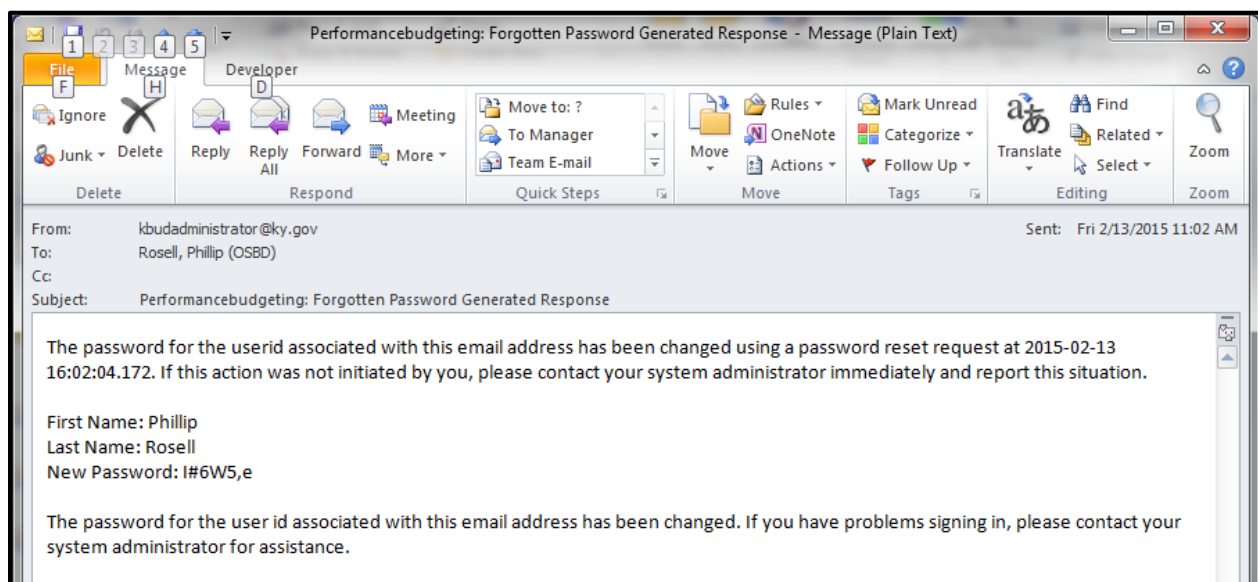 Performancebudgeting: Forgotten Password Generated Response - Message (Plain Text)
1 2 3 4 5
File Message Developer
F H D
Ignore
Junk
Delete
Reply
Reply All
Forward
Meeting
More
Move to: ?
To Manager
Team E-mail
Move
Rules
OneNote
Actions
Mark Unread
Categorize
Follow Up
Translate
Find
Related
Select
Zoom
Delete Respond Quick Steps Move Tags Editing Zoom
From: kbudadministrator@ky.gov Sent: Fri 2/13/2015 11:02 AM
To: Rosell, Phillip (OSBD)
Cc:
Subject: Performancebudgeting: Forgotten Password Generated Response
The password for the userid associated with this email address has been changed using a password reset request at 2015-02-13
16:02:04.172. If this action was not initiated by you, please contact your system administrator immediately and report this situation.
First Name: Phillip
Last Name: Rosell
New Password: I#6W5,e
The password for the user id associated with this email address has been changed. If you have problems signing in, please contact your
system administrator for assistance.